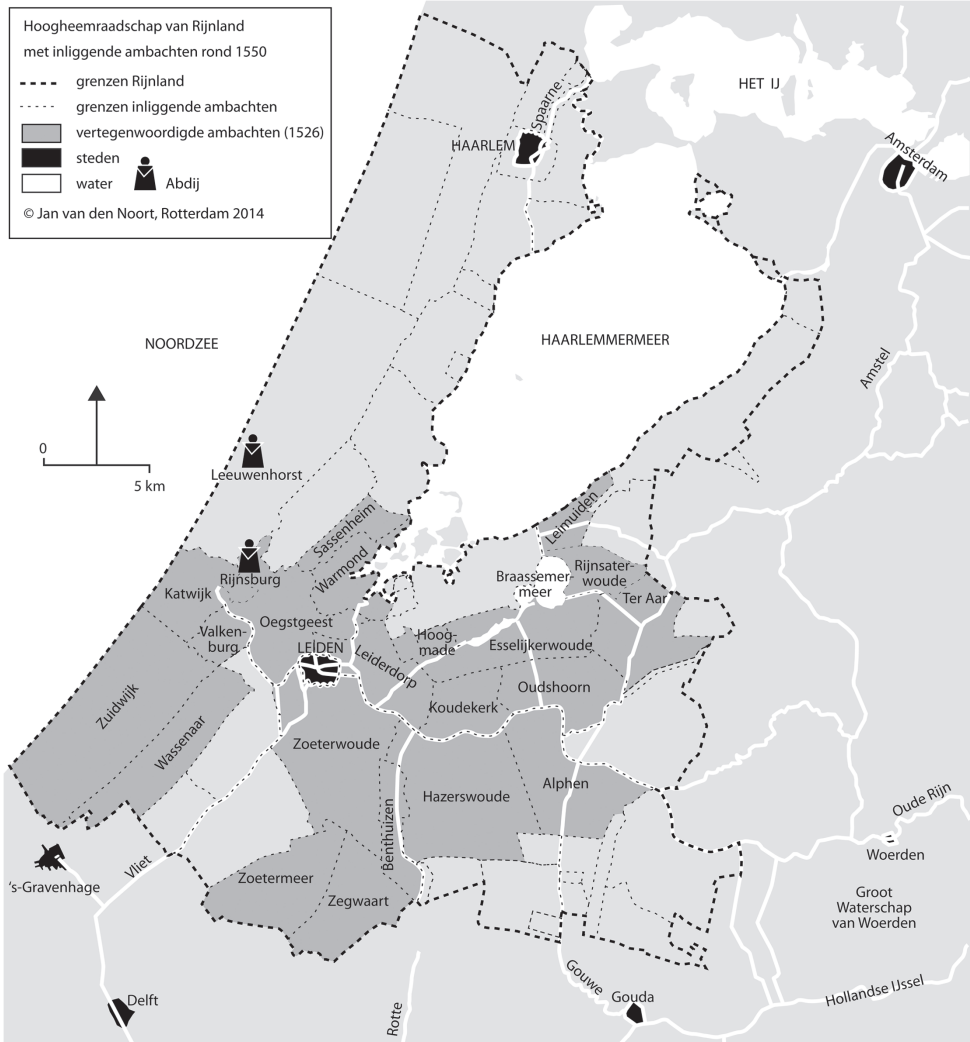 Hoogheemraadschap van Rijnland
met inliggende ambachten rond 1550
grenzen Rijnland
grenzen inliggende ambachten
vertegenwoordigde ambachten (1526)
steden
water
Abdij
© Jan van den Noort, Rotterdam 2014
HET IJ
Spaarne
HAARLEM
Amsterdam
NOORDZEE
HAARLEMMERMEER
Amstel
0
5 km
Leeuwenhorst
Sassenheim
Leimuiden
Warmond
Rijnsburg
Katwijk
Braassemer-
meer
Rijnsater-
woude
Ter Aar
Oegstgeest
Valken-
burg
LEIDEN
Leiderdorp
Hoog-
made
Esselijkerwoude
Oudshoorn
Koudekerk
Zuidwijk
Wassenaar
Zoeterwoude
Hazerswoude
Alphen
Benthuizen
Oude Rijn
Woerden
's-Gravenhage
Vliet
Zoetermeer
Zegwaart
Groot
Waterschap
van Woerden
Delft
Rotte
Gouwe
Gouda
Hollandse IJssel